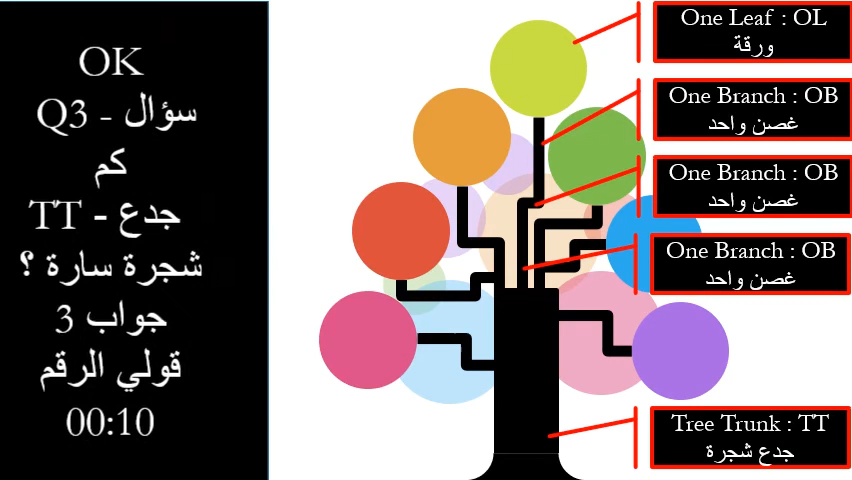 OK
سؤال - Q3
كم
جدع - TT
شجرة سارة ؟
جواب 3
قولي الرقم
00:10
One Leaf : OL
ورقة
One Branch : OB
غصن واحد
One Branch : OB
غصن واحد
One Branch : OB
غصن واحد
Tree Trunk : TT
جدع شجرة